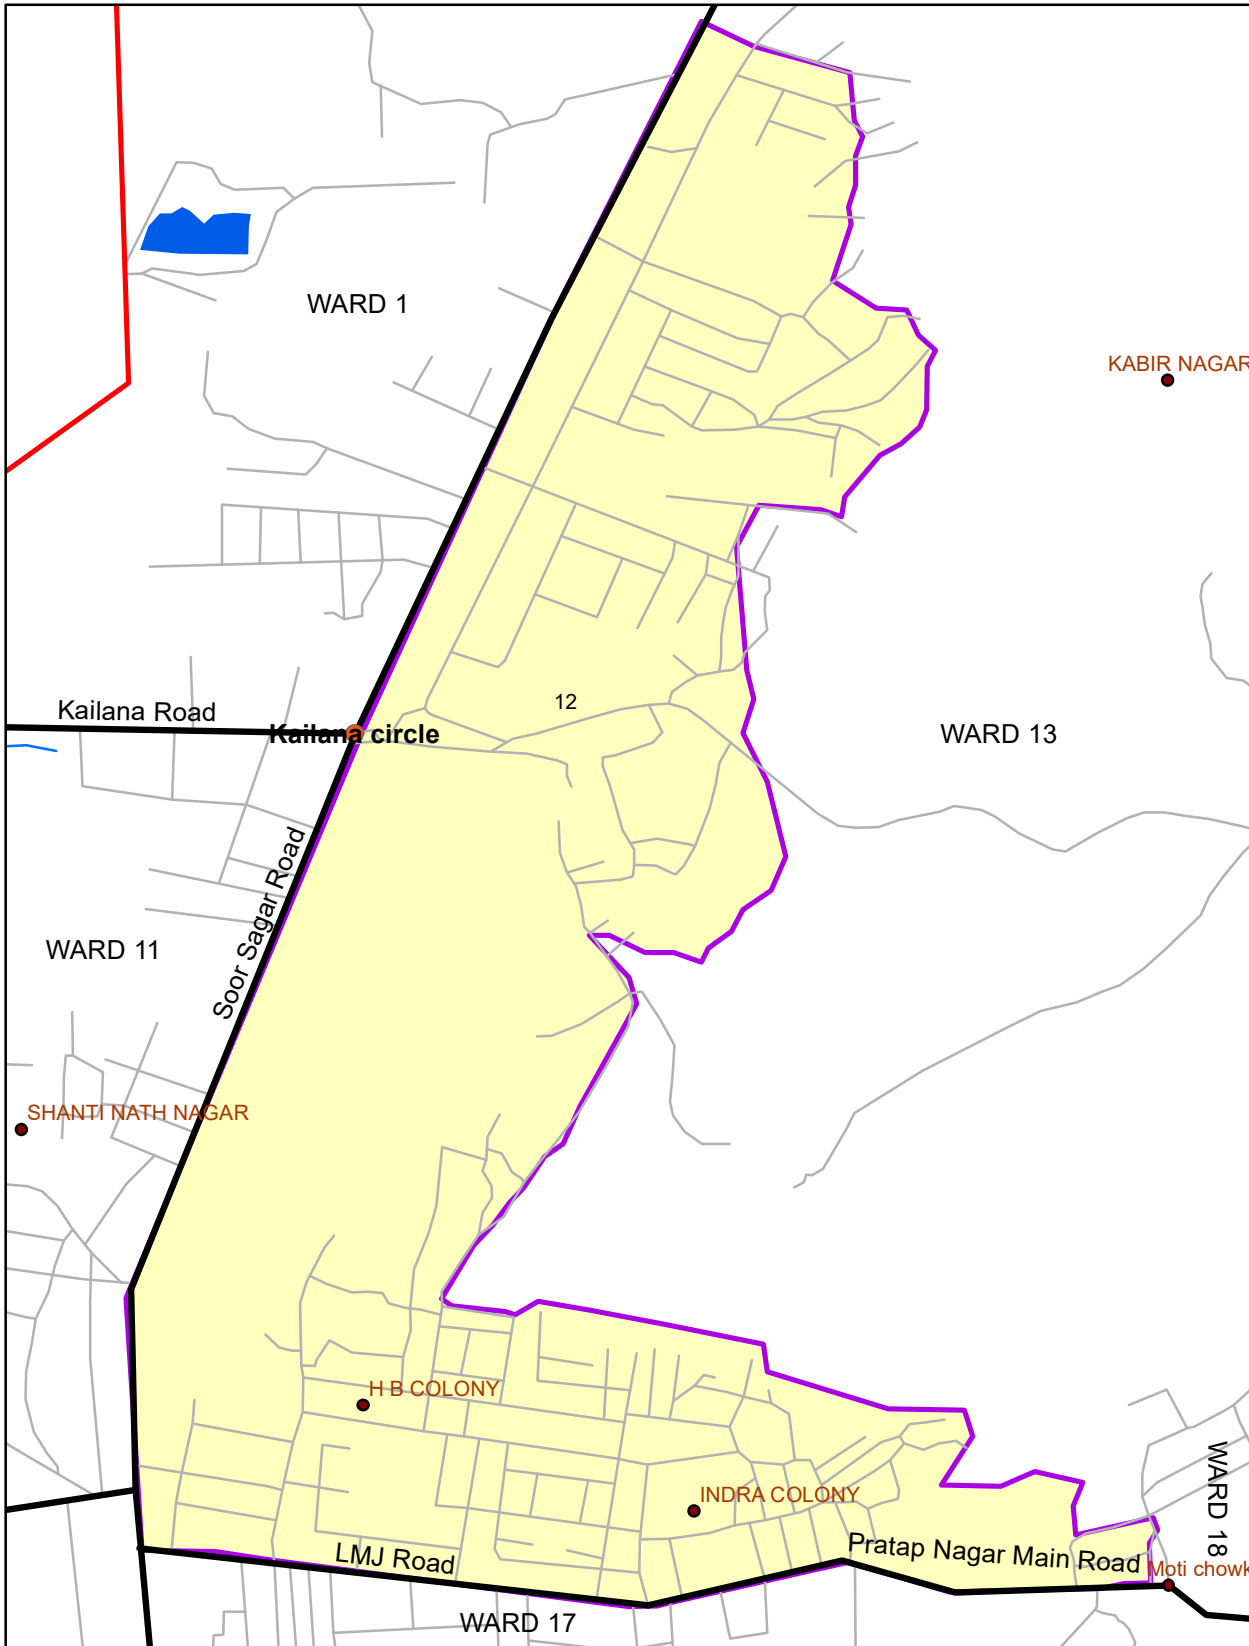 WARD 1
KABIR NAGAR
12
Kailana Road
Kailana circle
WARD 13
Soor Sagar Road
WARD 11
SHANTI NATH NAGAR
H B COLONY
INDRA COLONY
WARD 18
LMJ Road
Pratap Nagar Main Road
Moti chowk
WARD 17